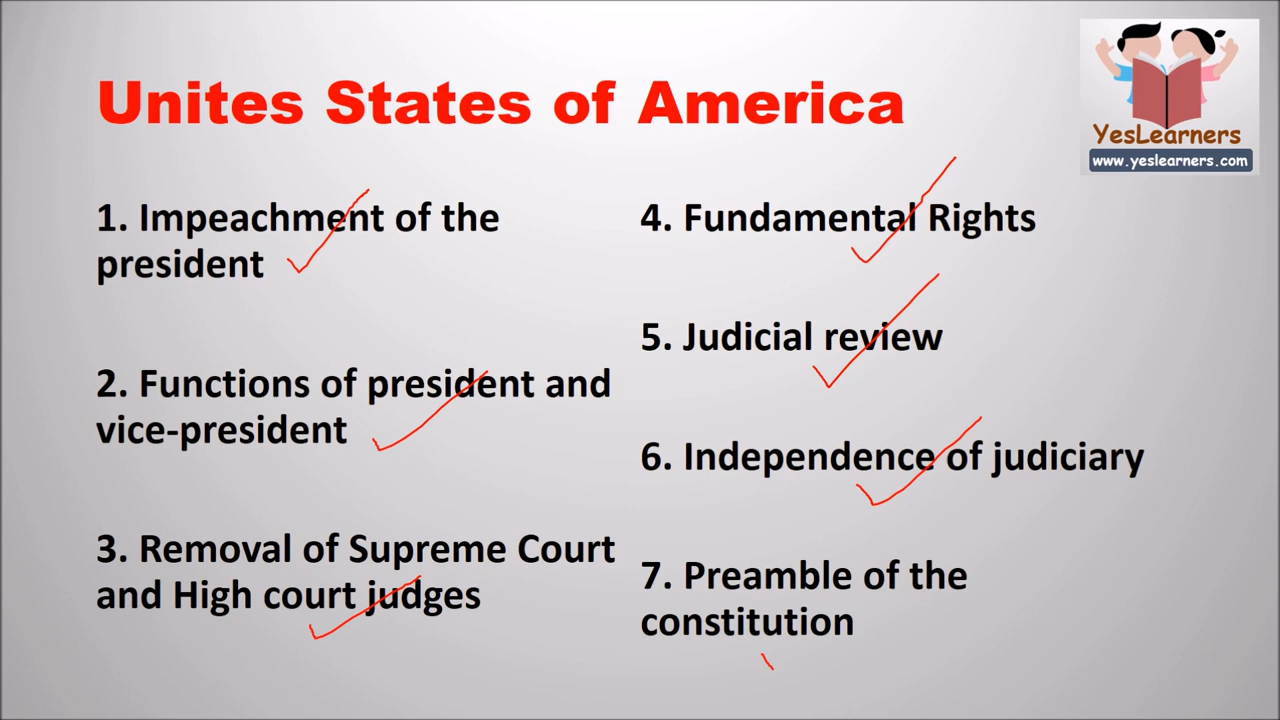 Unites States of America
YesLearners
www.yeslearners.com
1. Impeachment of the
president
2. Functions of president and
vice-president
3. Removal of Supreme Court
and High court judges
4. Fundamental Rights
5. Judicial review
6. Independence of judiciary
7. Preamble of the
constitution